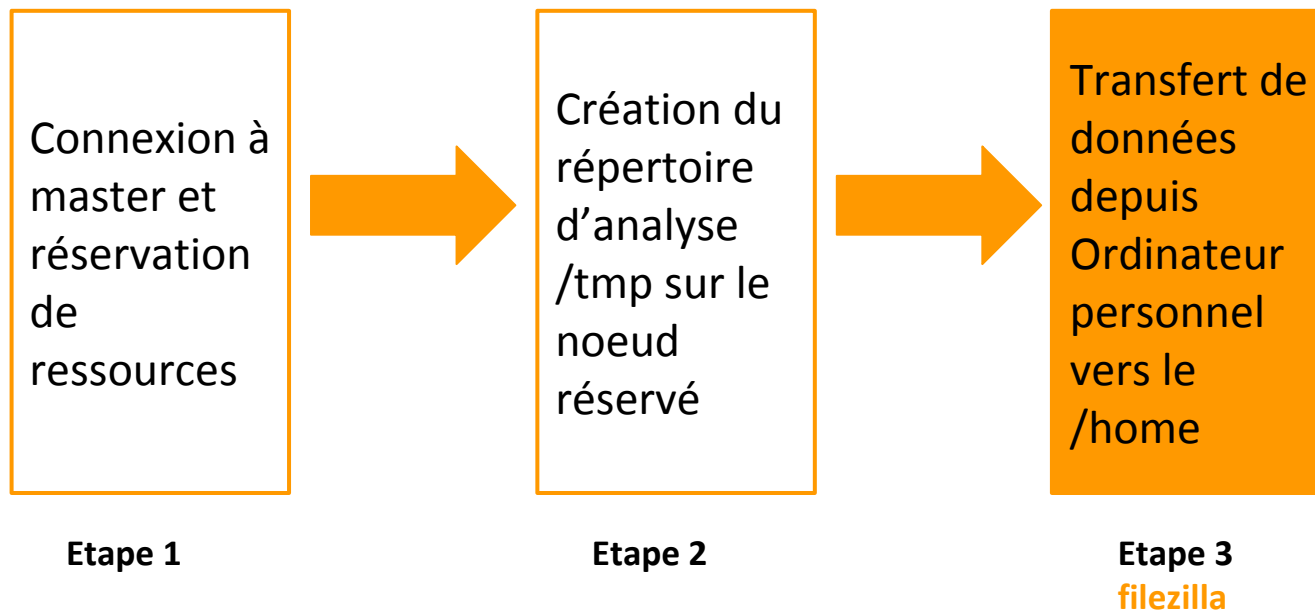 Connexion à
master et
réservation
de
ressources
Création du
répertoire
d’analyse
/tmp sur le
noeud
réservé
Transfert de
données
depuis
Ordinateur
personnel
vers le
/home
Etape 1
Etape 2
Etape 3
filezilla